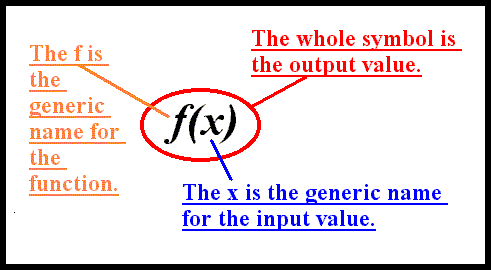 The f is
the
generic
name for
the
function.
The whole symbol is
the output value.
f(x)
The x is the generic name
for the input value.